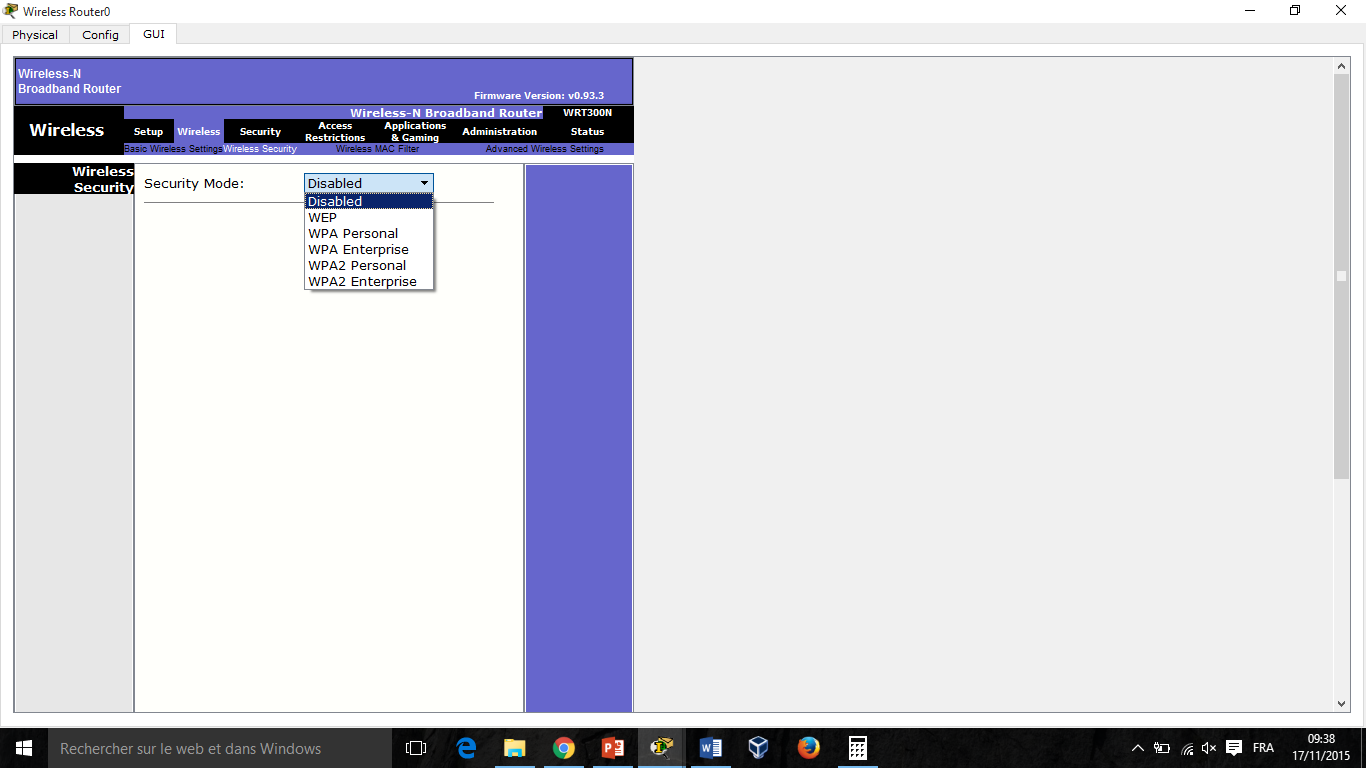 Wireless Router0
Physical Config GUI
Wireless-N
Broadband Router
Firmware Version: v0.93.3
Wireless-N Broadband Router WRT300N
Wireless
Setup Wireless Security Access Restrictions Applications & Gaming Administration Status
Basic Wireless Settings Wireless Security Wireless MAC Filter Advanced Wireless Settings
Wireless
Security
Security Mode: Disabled
Disabled
WEP
WPA Personal
WPA Enterprise
WPA2 Personal
WPA2 Enterprise
Rechercher sur le web et dans Windows
FRA
09:38
17/11/2015